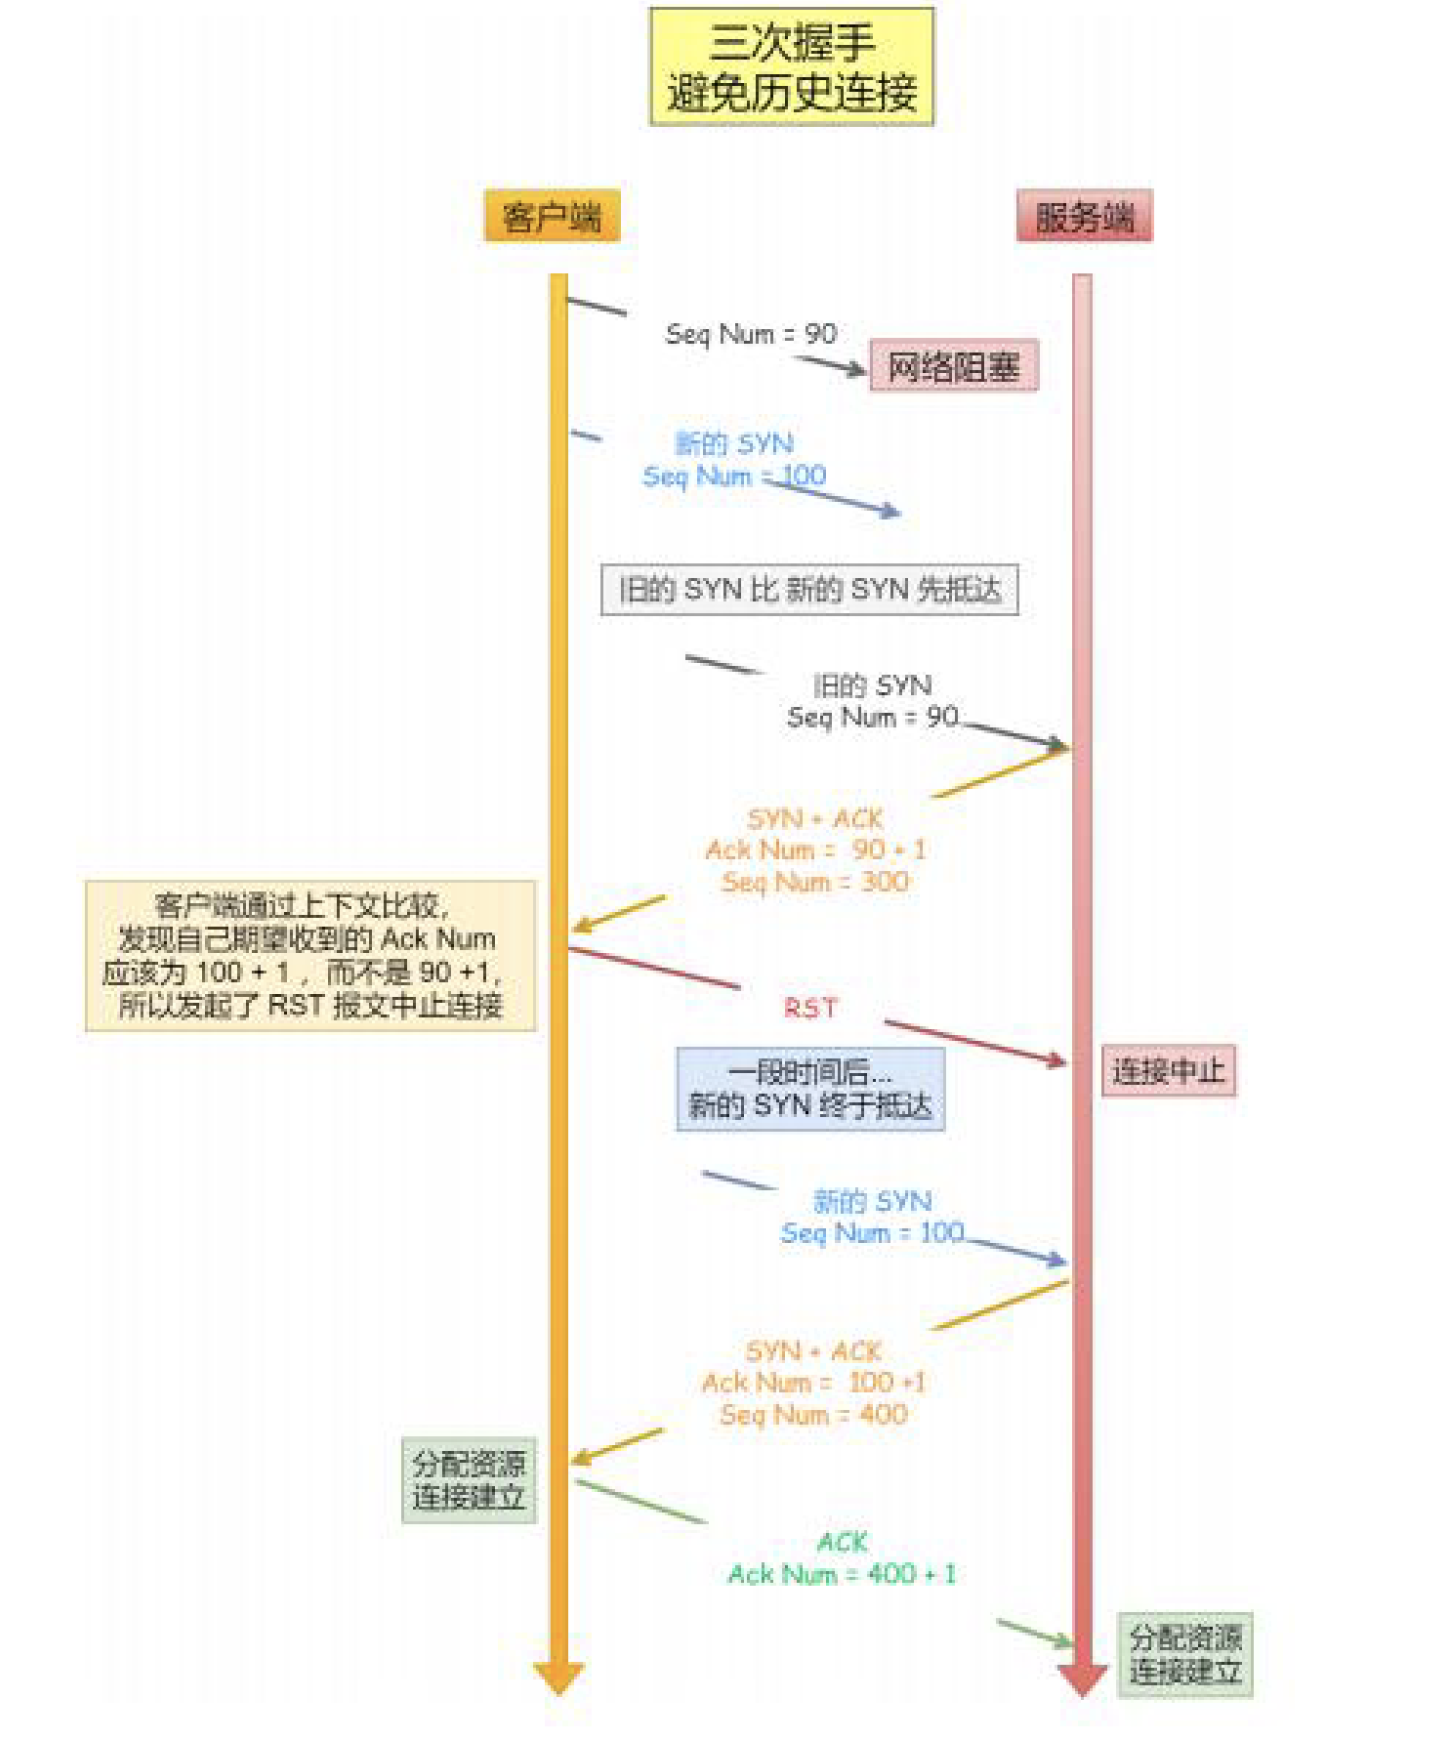 三次握手
避免历史连接
客户端
服务端
Seq Num = 90
网络阻塞
新的 SYN
Seq Num = 100
旧的 SYN 比 新的 SYN 先抵达
旧的 SYN
Seq Num = 90
SYN + ACK
Ack Num = 90 + 1
Seq Num = 300
客户端通过上下文比较，
发现自己期望收到的 Ack Num
应该为 100 + 1 ，而不是 90 +1，
所以发起了 RST 报文中止连接
RST
连接中止
一段时间后...
新的 SYN 终于抵达
新的 SYN
Seq Num = 100
SYN + ACK
Ack Num = 100 +1
Seq Num = 400
分配资源
连接建立
ACK
Ack Num = 400 + 1
分配资源
连接建立